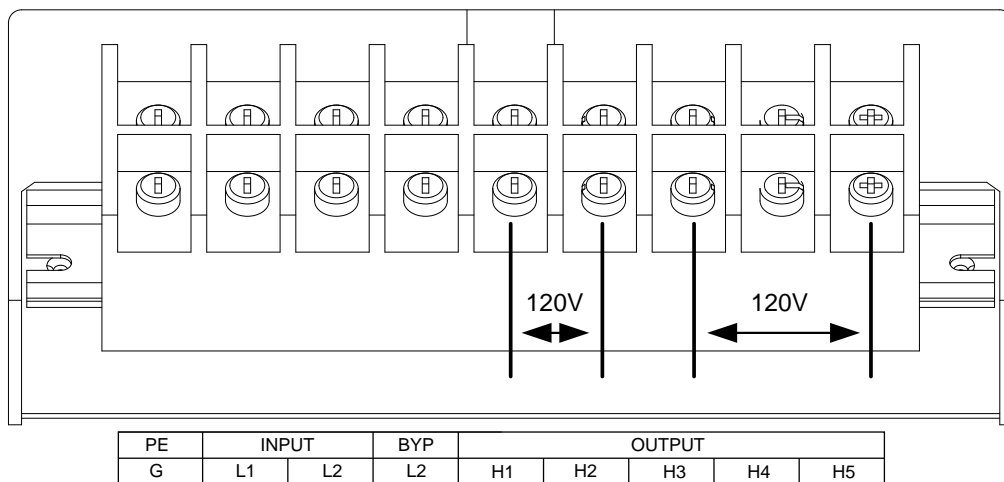 120V 120V
PE INPUT BYP OUTPUT
G L1 L2 L2 H1 H2 H3 H4 H5